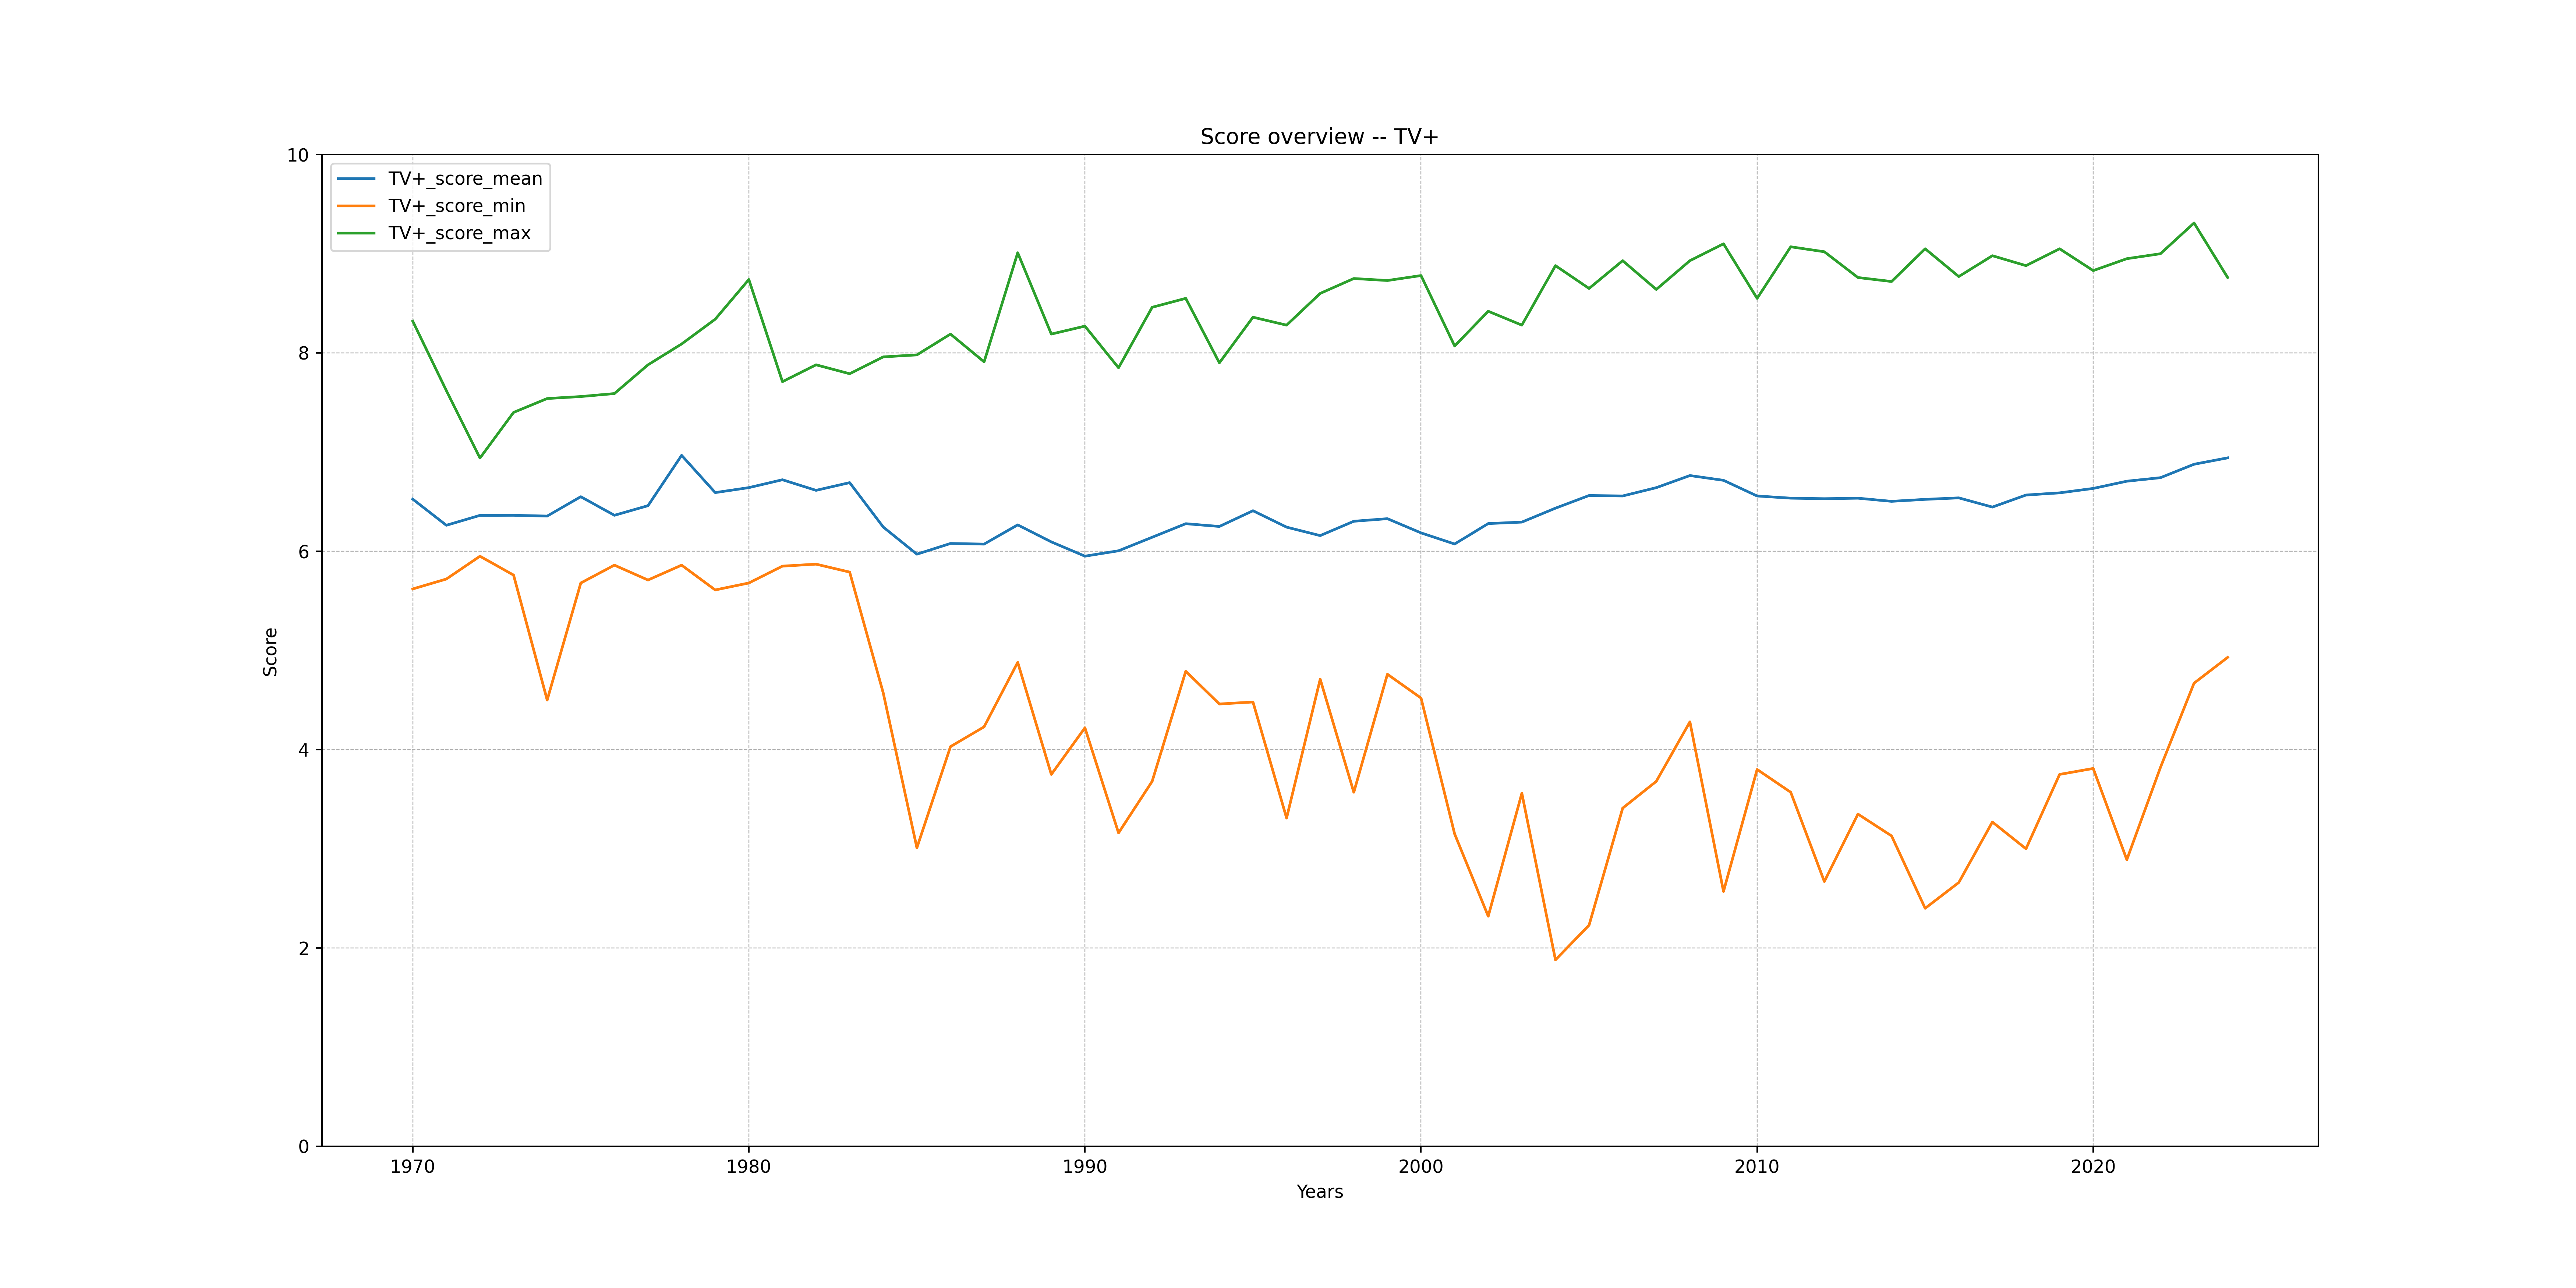 Score overview -- TV+
TV+_score_mean
TV+_score_min
TV+_score_max
10
8
6
4
2
0
Score
1970
1980
1990
2000
2010
2020
Years